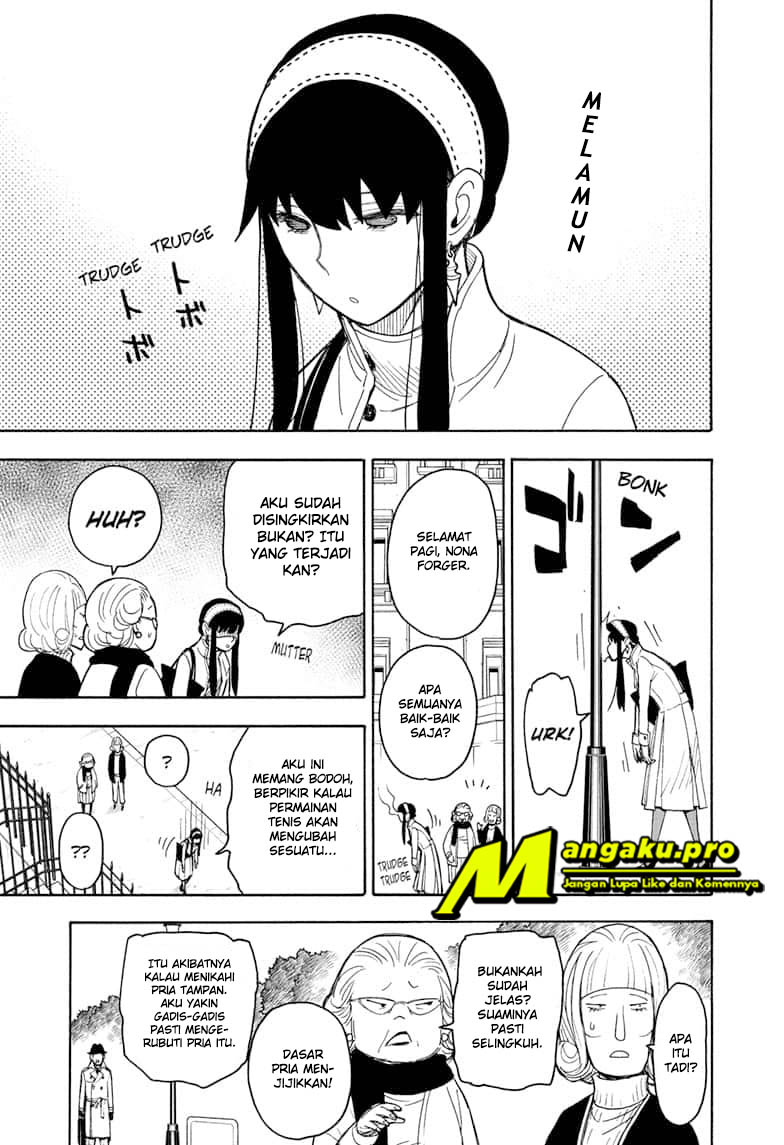 MELAMUN
TRUDGE
トボ
TRUDGE
トボ
BONK
ゴン
URK!
SELAMAT
PAGI, NONA
FORGER.
APA
SEMUANYA
BAIK-BAIK
SAJA?
TRUDGE
TRUDGE
AKU SUDAH
DISINGKIRKAN
BUKAN? ITU
YANG TERJADI
KAN?
MUTTER
HUH?
AKU INI
MEMANG BODOH,
BERPIKIR KALAU
PERMAINAN
TENIS AKAN
MENGUBAH
SESUATU...
HA
?
??
Mangaku.pro
Jangan Lupa Like dan Komennya
APA
ITU
TADI?
BUKANKAH
SUDAH
JELAS?
SUAMINYA
PASTI
SELINGKUH.
DASAR
PRIA MEN-
JIJIKKAN!
ITU AKIBATNYA
KALAU MENIKAHI
PRIA TAMPAN.
AKU YAKIN
GADIS-GADIS
PASTI MENGE-
RUBUTI PRIA ITU.